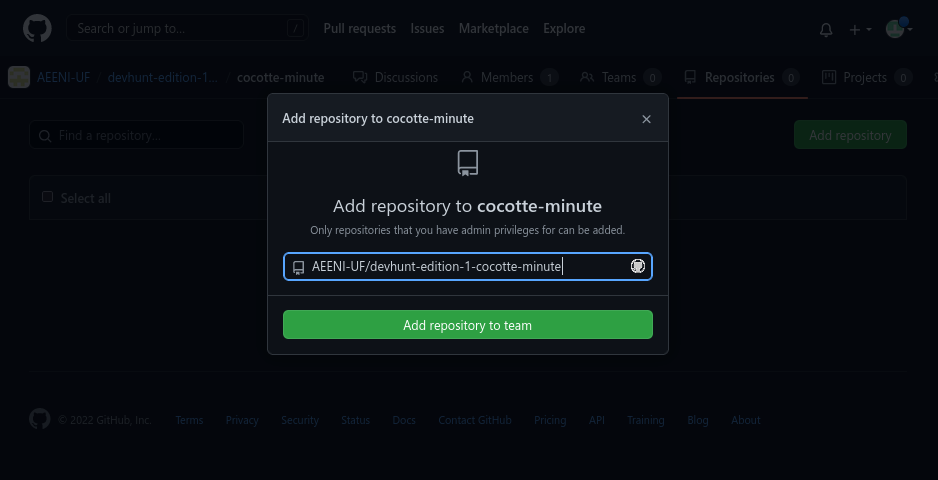 Search or jump to... / Pull requests Issues Marketplace Explore
AEENI-UF / devhunt-edition-1... / cocotte-minute Discussions Members 1 Teams 0 Repositories 0 Projects 0
Add repository to cocotte-minute
Find a repository... Add repository
Select all
Add repository to cocotte-minute
Only repositories that you have admin privileges for can be added.
AEENI-UF/devhunt-edition-1-cocotte-minute
Add repository to team
© 2022 GitHub, Inc. Terms Privacy Security Status Docs Contact GitHub Pricing API Training Blog About